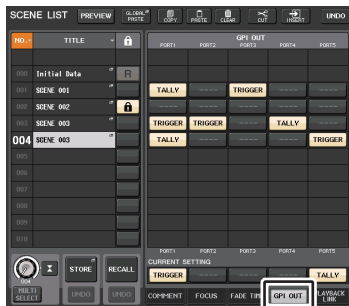 SCENE LIST PREVIEW GLOBAL PASTE COPY PASTE CLEAR CUT INSERT UNDO
NO. TITLE GPI OUT
PORT1 PORT2 PORT3 PORT4 PORT5
000 Initial Data R
001 SCENE 001 TALLY ---- TRIGGER ---- ----
002 SCENE 002 ---- ---- ---- ---- ----
003 SCENE 003 TRIGGER TRIGGER ---- TALLY ----
004 SCENE 003 TALLY ---- ---- ---- TRIGGER
005
006
007
008
009
010
PORT1 PORT2 PORT3 PORT4 PORT5
CURRENT SETTING
TRIGGER ---- ---- ---- TALLY
004
STORE RECALL
MULTI SELECT UNDO UNDO
COMMENT FOCUS FADE TIME GPI OUT PLAYBACK LINK